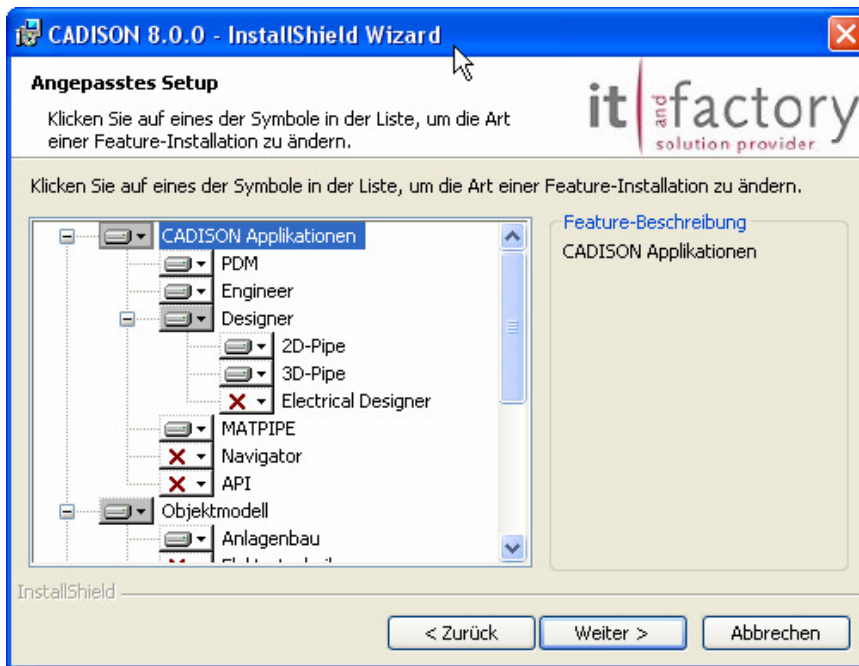 CADISON 8.0.0 - InstallShield Wizard
Angepasstes Setup
Klicken Sie auf eines der Symbole in der Liste, um die Art
einer Feature-Installation zu ändern.
it and factory
solution provider
Klicken Sie auf eines der Symbole in der Liste, um die Art einer Feature-Installation zu ändern.
CADISON Applikationen
PDM
Engineer
Designer
2D-Pipe
3D-Pipe
Electrical Designer
MATPIPE
Navigator
API
Objektmodell
Anlagenbau
Feature-Beschreibung
CADISON Applikationen
InstallShield
< Zurück
Weiter >
Abbrechen